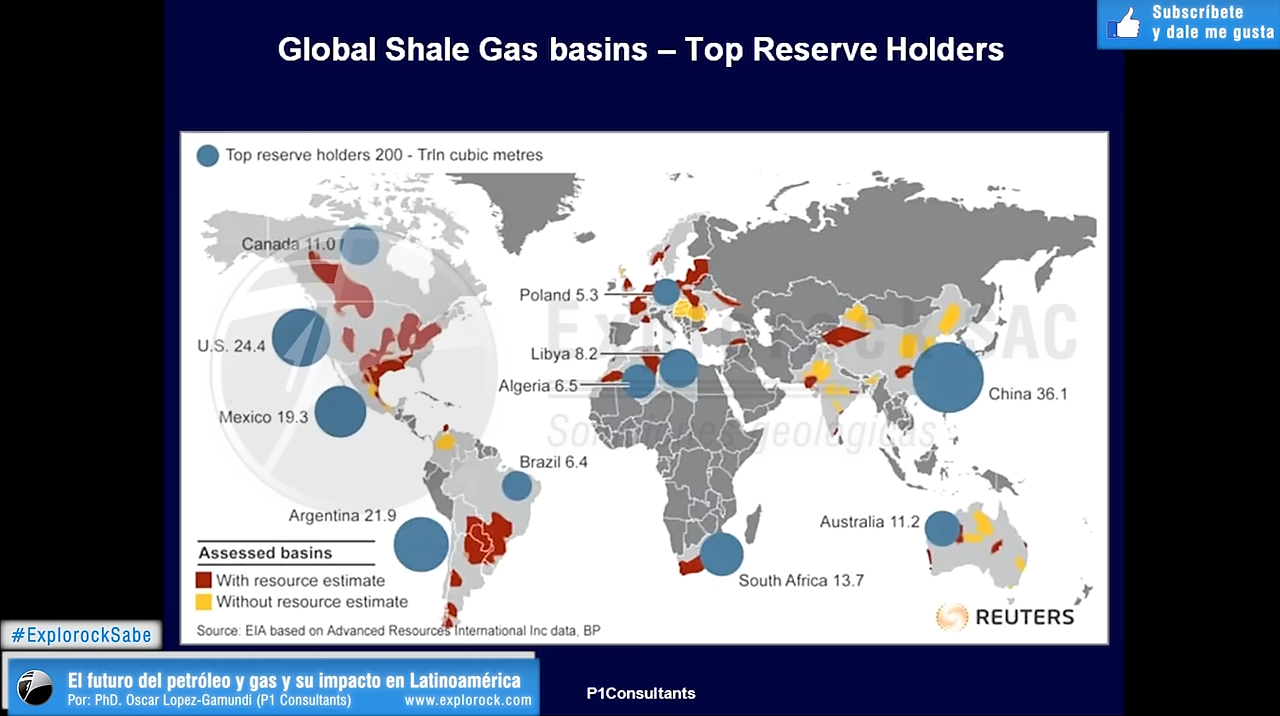 Subscríbete
y dale me gusta
Global Shale Gas basins – Top Reserve Holders
Top reserve holders 200 - Trln cubic metres
Canada 11.0
Poland 5.3
U.S. 24.4
Libya 8.2
Algeria 6.5
China 36.1
Mexico 19.3
Brazil 6.4
Argentina 21.9
Australia 11.2
South Africa 13.7
Assessed basins
With resource estimate
Without resource estimate
Source: EIA based on Advanced Resources International Inc data, BP
REUTERS
Explorock SAC
Soluciones geológicas
#ExplorockSabe
El futuro del petróleo y gas y su impacto en Latinoamérica
Por: PhD. Oscar Lopez-Gamundi (P1 Consultants) www.explorock.com
P1Consultants